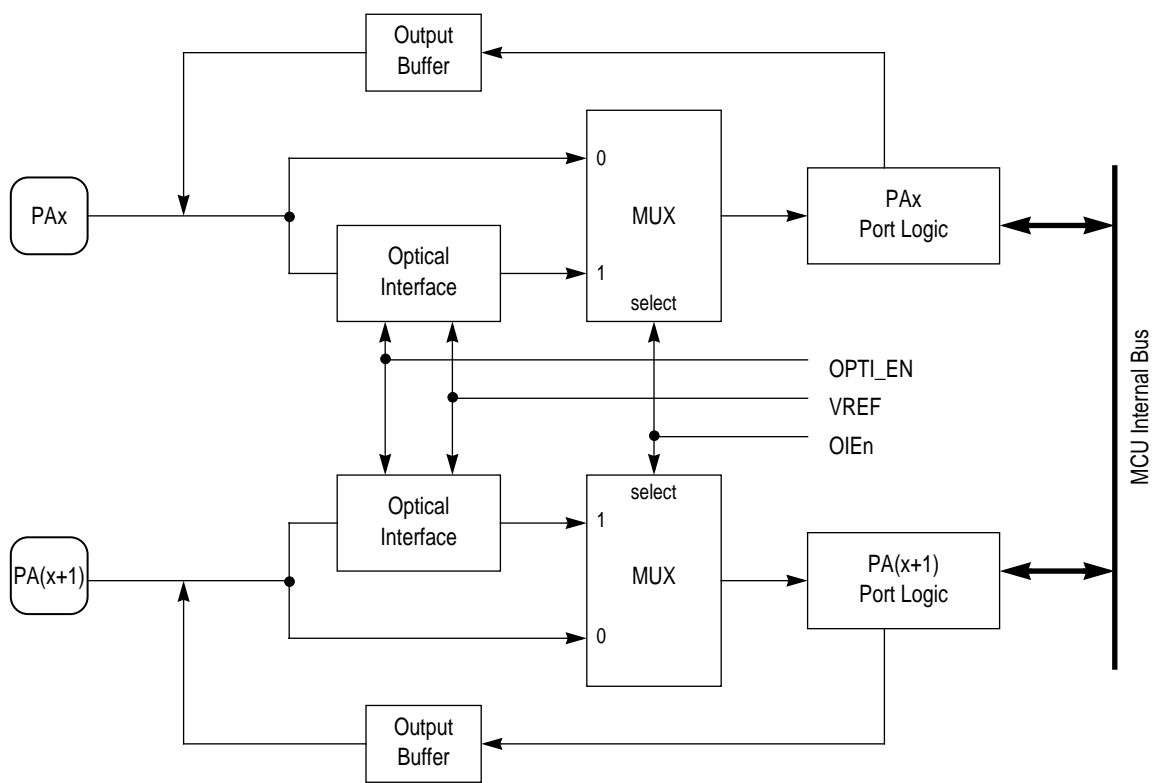 Output
Buffer
0
PAx
MUX
PAx
Port Logic
Optical
Interface
1
select
OPTI_EN
VREF
OIEn
MCU Internal Bus
select
Optical
Interface
1
PA(x+1)
MUX
PA(x+1)
Port Logic
0
Output
Buffer